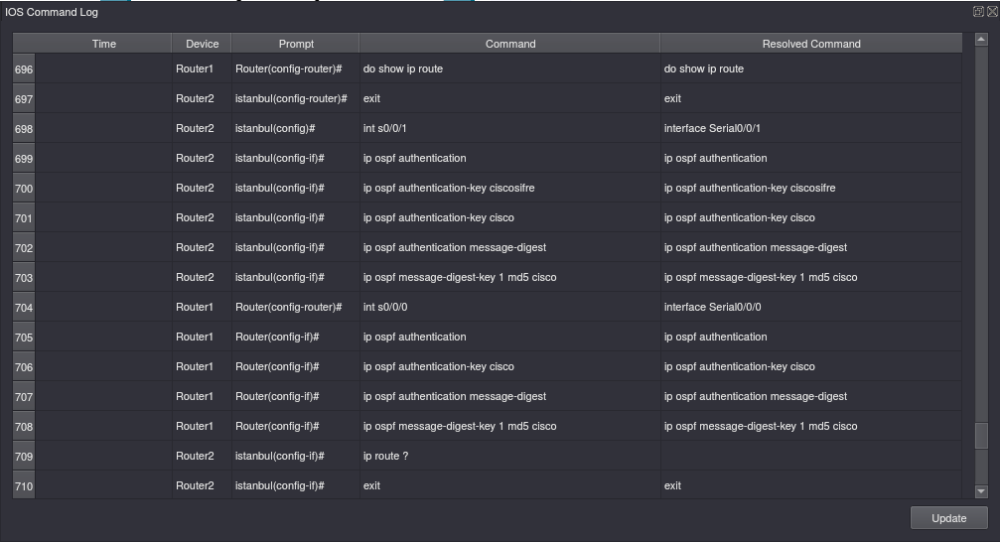 IOS Command Log
Time Device Prompt Command Resolved Command
696 Router1 Router(config-router)# do show ip route do show ip route
697 Router2 istanbul(config-router)# exit exit
698 Router2 istanbul(config)# int s0/0/1 interface Serial0/0/1
699 Router2 istanbul(config-if)# ip ospf authentication ip ospf authentication
700 Router2 istanbul(config-if)# ip ospf authentication-key ciscosifre ip ospf authentication-key ciscosifre
701 Router2 istanbul(config-if)# ip ospf authentication-key cisco ip ospf authentication-key cisco
702 Router2 istanbul(config-if)# ip ospf authentication message-digest ip ospf authentication message-digest
703 Router2 istanbul(config-if)# ip ospf message-digest-key 1 md5 cisco ip ospf message-digest-key 1 md5 cisco
704 Router1 Router(config-router)# int s0/0/0 interface Serial0/0/0
705 Router1 Router(config-if)# ip ospf authentication ip ospf authentication
706 Router1 Router(config-if)# ip ospf authentication-key cisco ip ospf authentication-key cisco
707 Router1 Router(config-if)# ip ospf authentication message-digest ip ospf authentication message-digest
708 Router1 Router(config-if)# ip ospf message-digest-key 1 md5 cisco ip ospf message-digest-key 1 md5 cisco
709 Router2 istanbul(config-if)# ip route ?
710 Router2 istanbul(config-if)# exit exit
Update